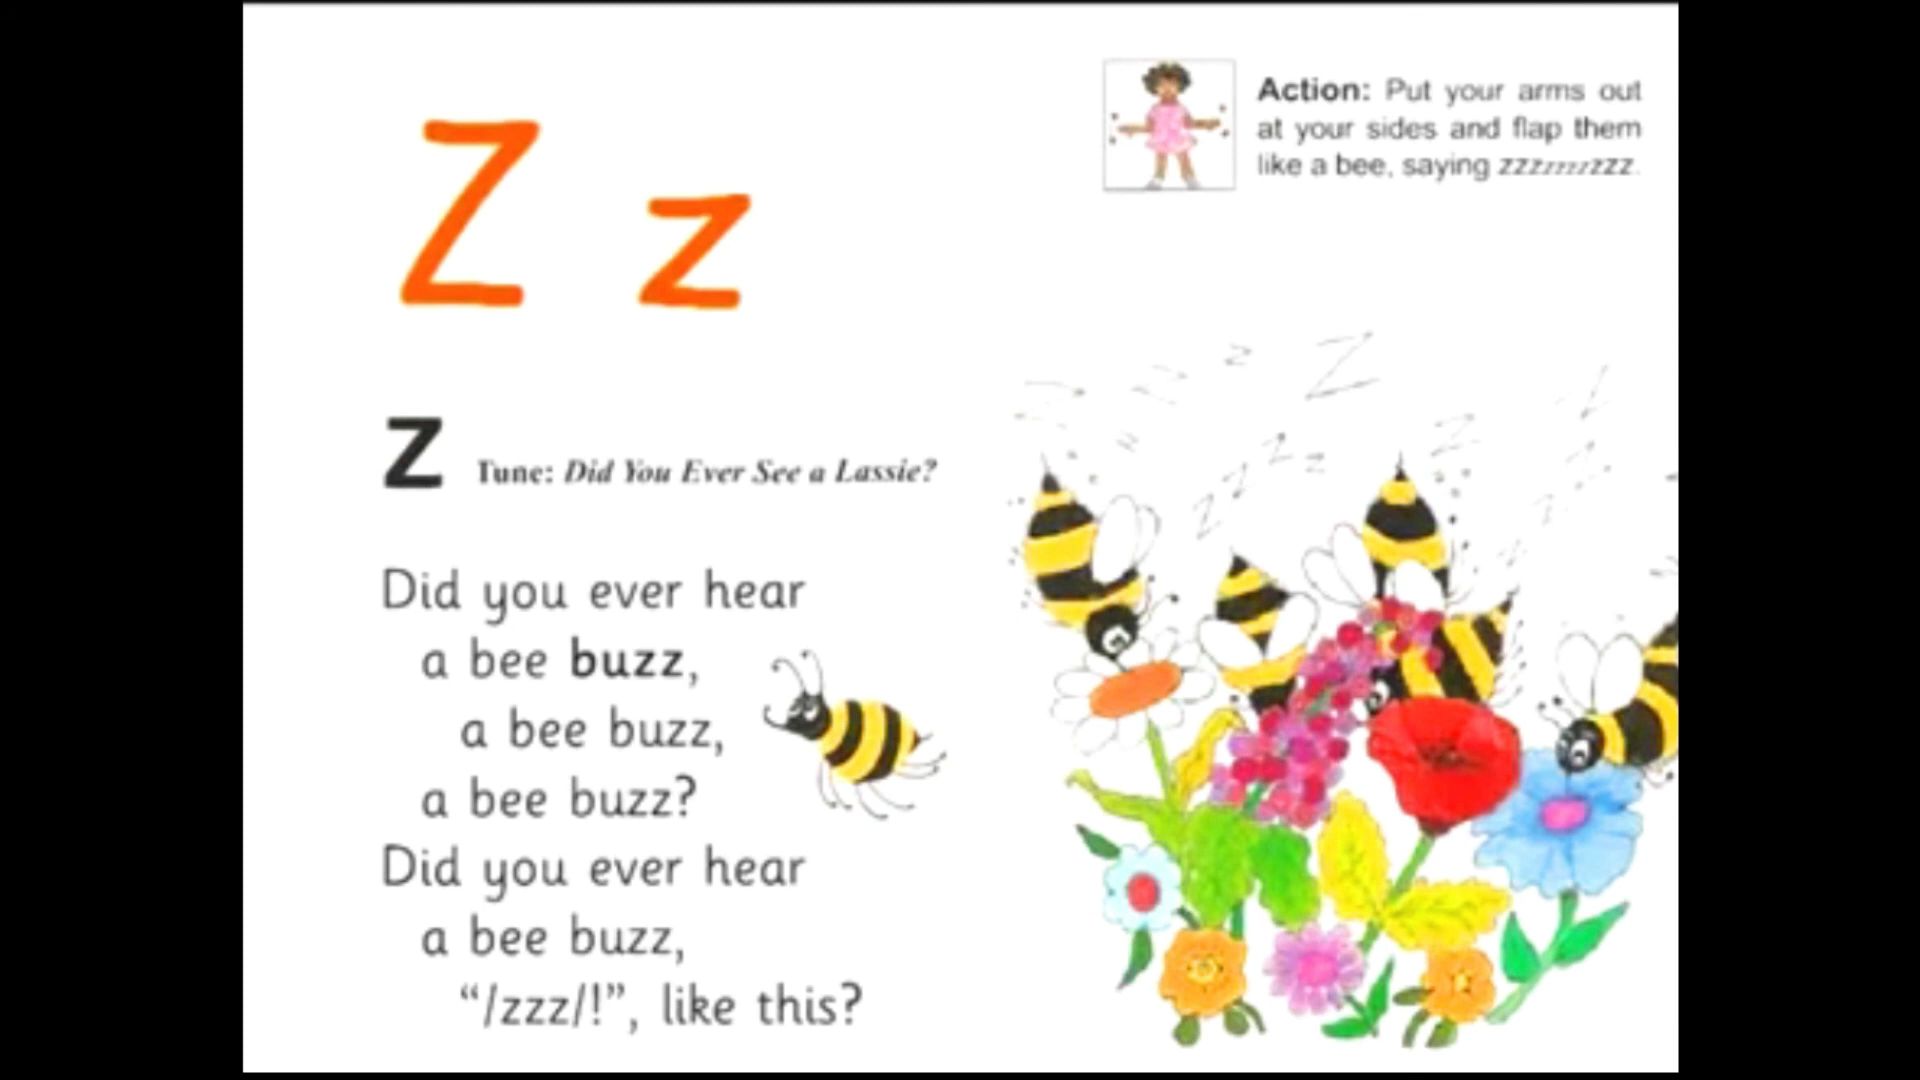 Z z
Action: Put your arms out
at your sides and flap them
like a bee, saying zzzzzzzzzz.
z Tune: Did You Ever See a Lassie?
Did you ever hear
a bee buzz,
a bee buzz,
a bee buzz?
Did you ever hear
a bee buzz,
“/zzz/!”, like this?